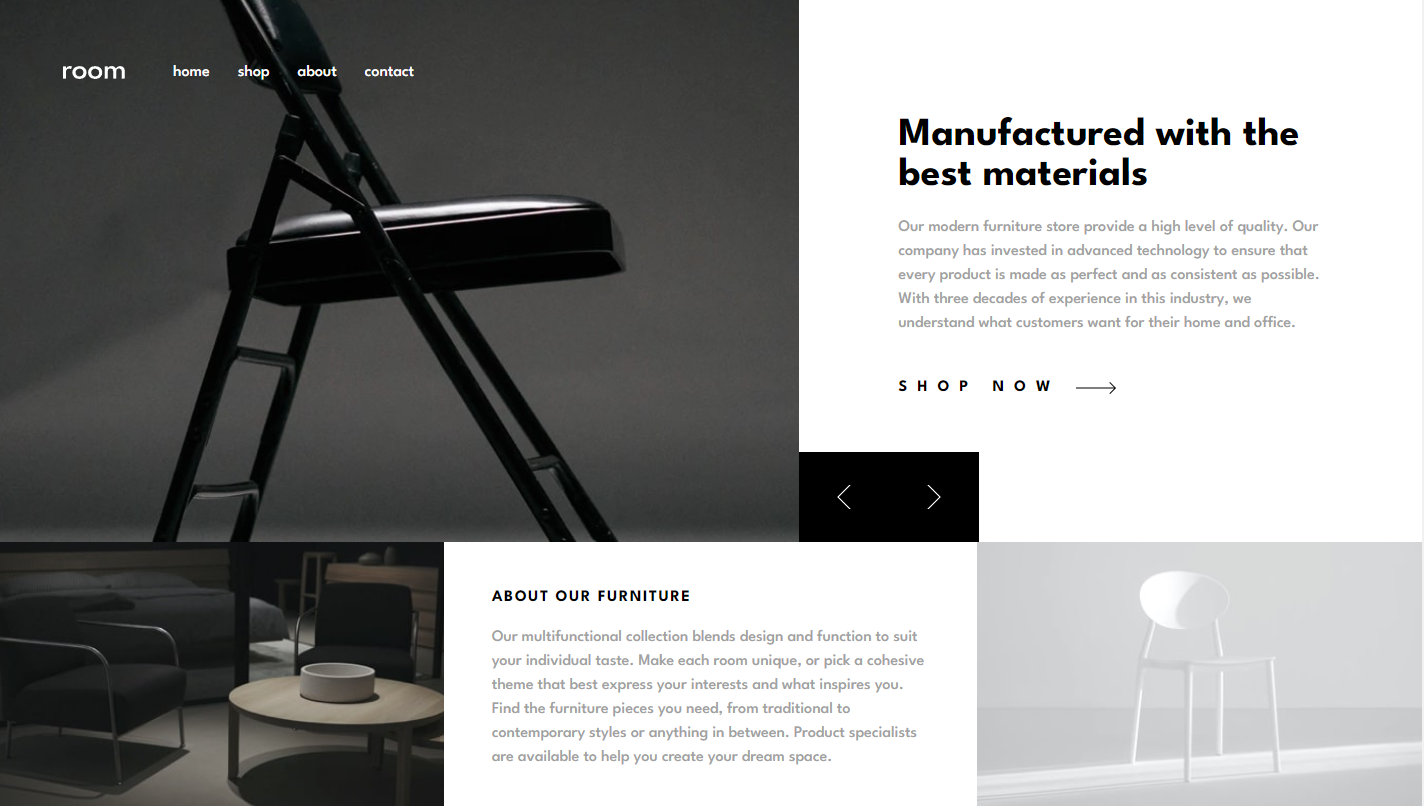 room
home shop about contact
Manufactured with the
best materials
Our modern furniture store provide a high level of quality. Our
company has invested in advanced technology to ensure that
every product is made as perfect and as consistent as possible.
With three decades of experience in this industry, we
understand what customers want for their home and office.
SHOP NOW
ABOUT OUR FURNITURE
Our multifunctional collection blends design and function to suit
your individual taste. Make each room unique, or pick a cohesive
theme that best express your interests and what inspires you.
Find the furniture pieces you need, from traditional to
contemporary styles or anything in between. Product specialists
are available to help you create your dream space.